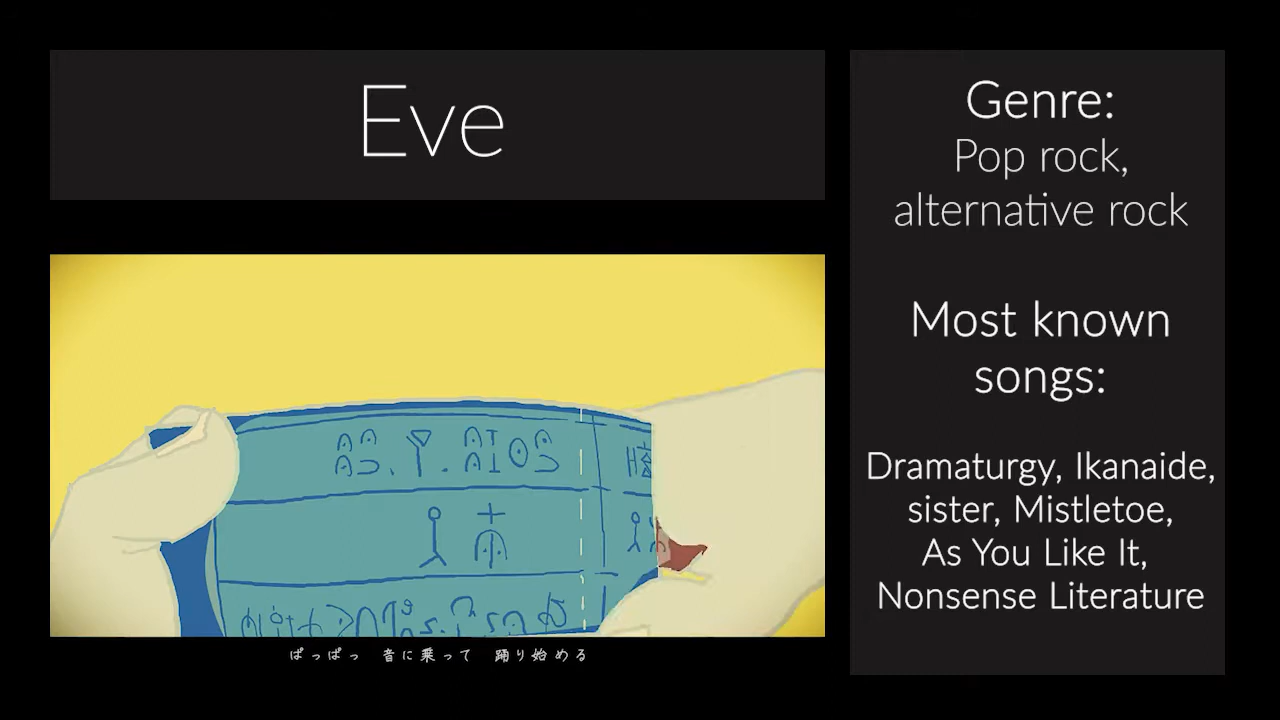 Eve
ぱっぱっ 音に乗って 踊り始める
Genre:
Pop rock,
alternative rock
Most known
songs:
Dramaturgy, Ikanaide,
sister, Mistletoe,
As You Like It,
Nonsense Literature